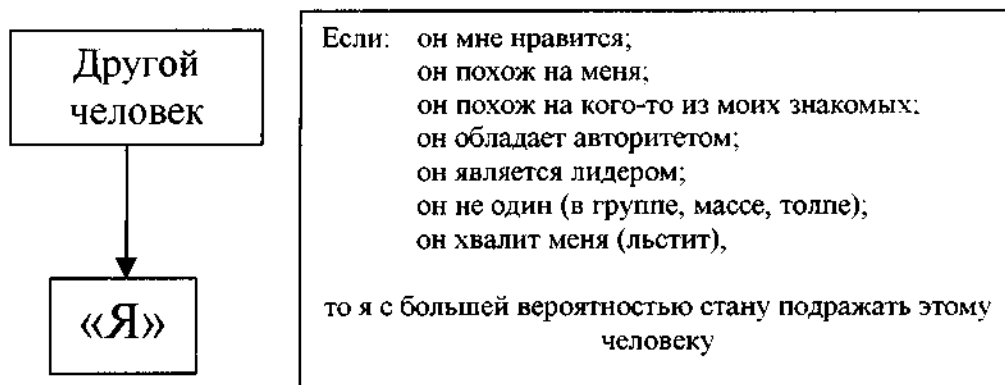 Другой
человек
«Я»
Если: он мне нравится;
он похож на меня;
он похож на кого-то из моих знакомых;
он обладает авторитетом;
он является лидером;
он не один (в группе, массе, толпе);
он хвалит меня (льстит),
то я с большей вероятностью стану подражать этому
человеку